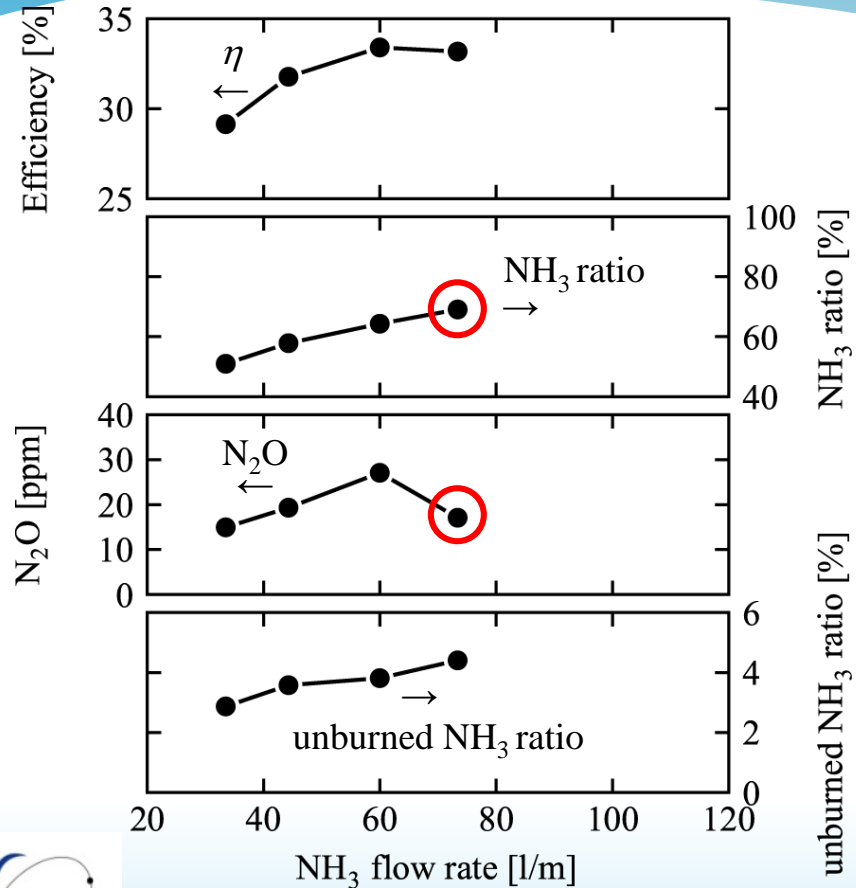 Efficiency [%]
35
30
25
η
←
100
80
60
40
NH₃ ratio [%]
NH₃ ratio
→
N₂O [ppm]
40
30
20
10
0
N₂O
←
6
4
2
0
unburned NH₃ ratio [%]
→
unburned NH₃ ratio
20 40 60 80 100 120
NH₃ flow rate [l/m]